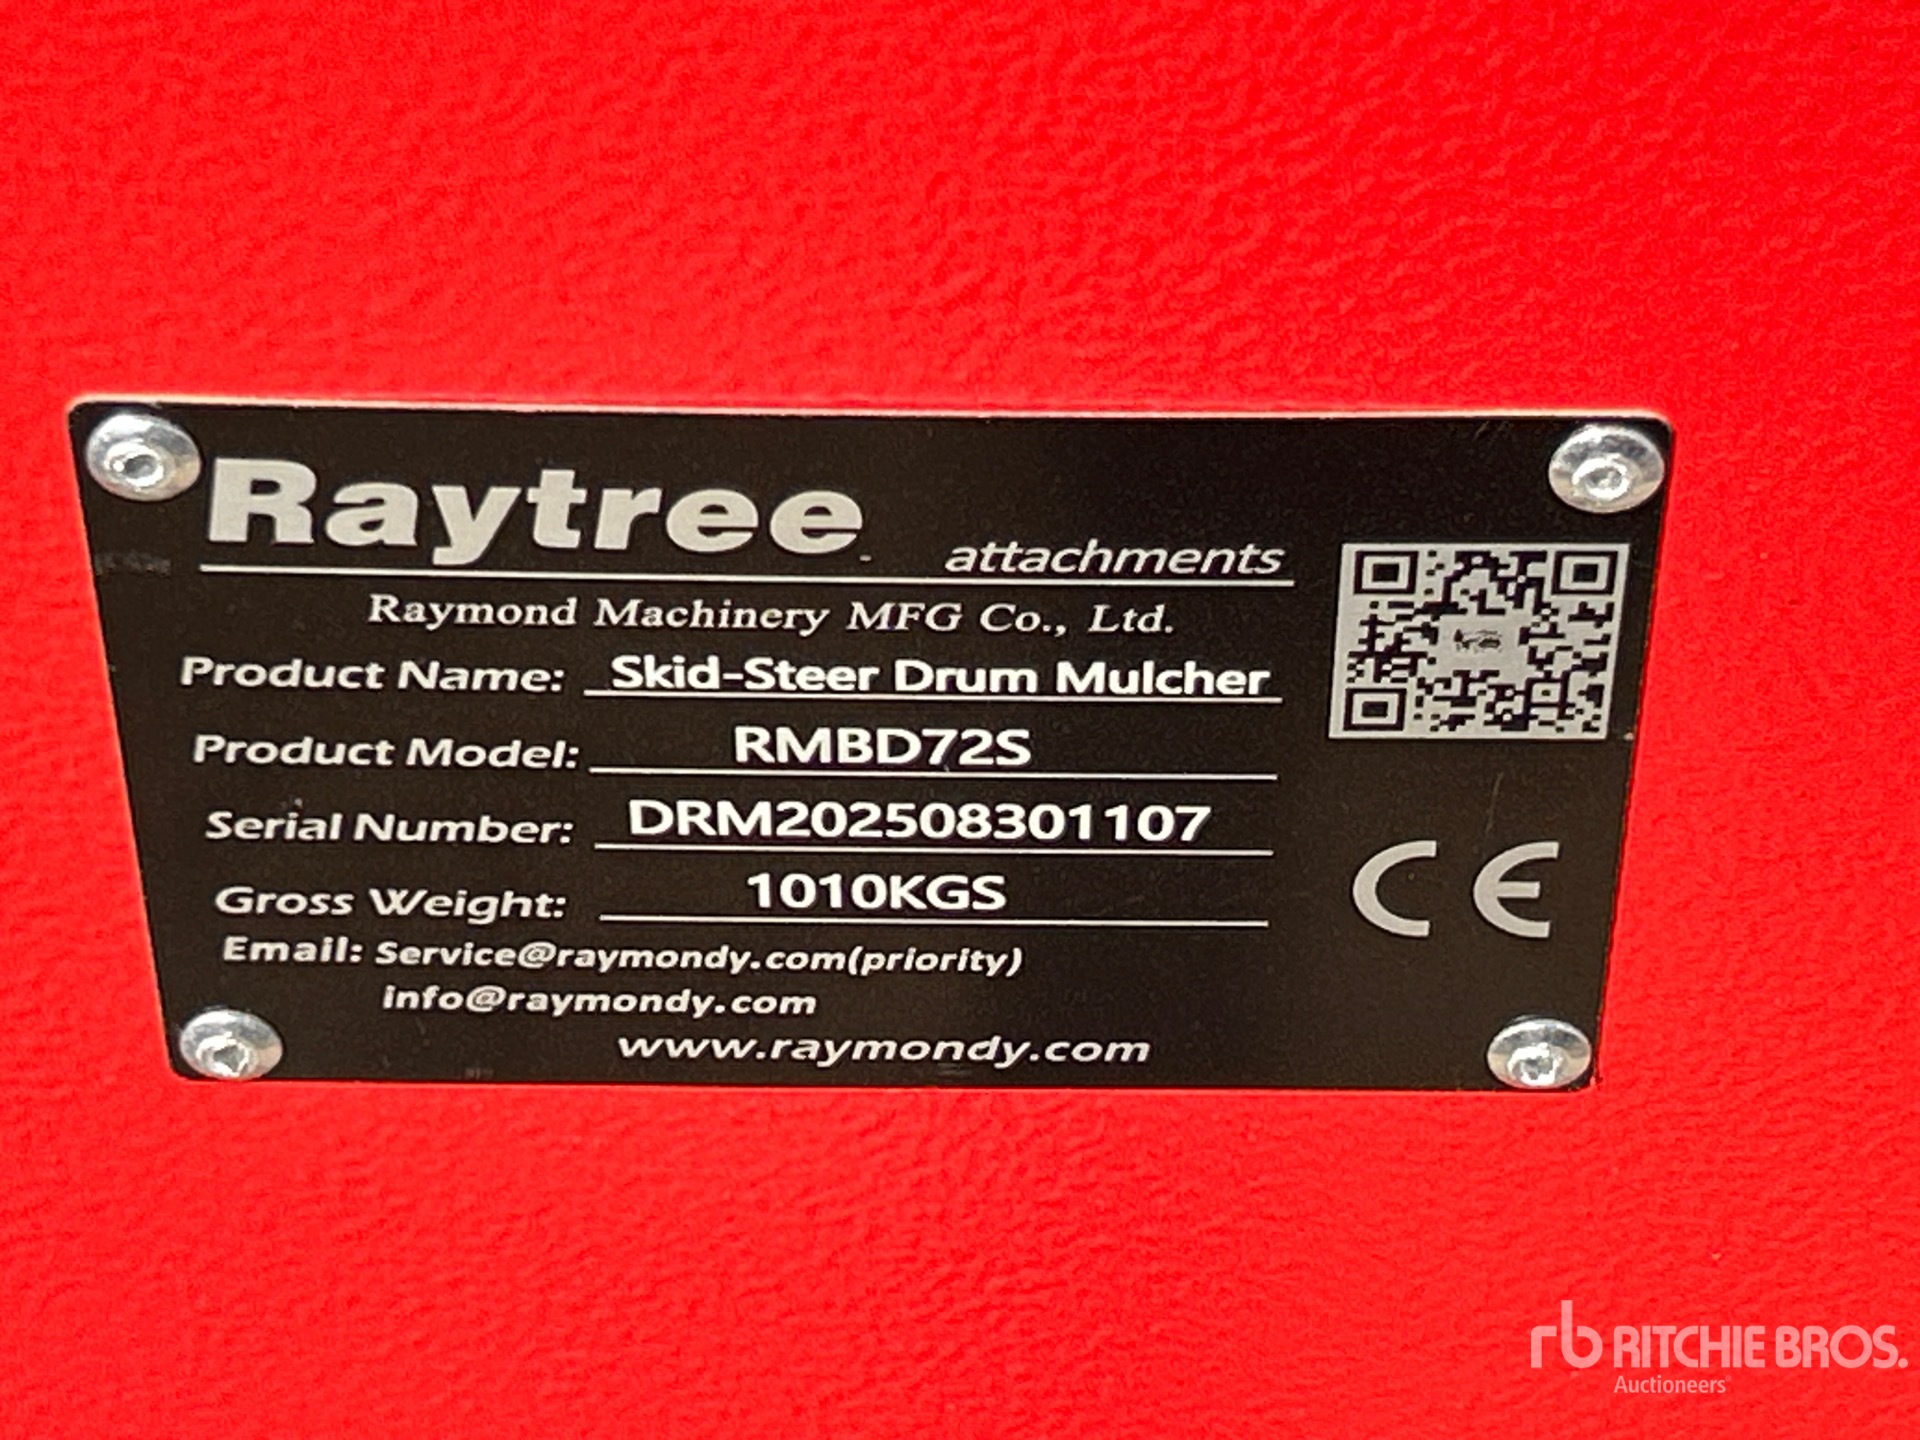 Raytree
attachments
Raymond Machinery MFG Co., Ltd.
Product Name: Skid-Steer Drum Mulcher
Product Model: RMBD72S
Serial Number: DRM202508301107
Gross Weight: 1010KGS
Email: Service@raymondy.com(priority)
info@raymondy.com
www.raymondy.com
CE
rb RITCHIE BROS.
Auctioneers